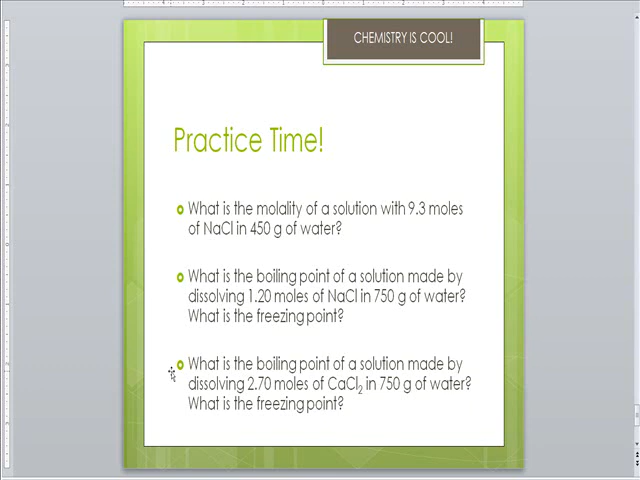 CHEMISTRY IS COOL!
Practice Time!
What is the molality of a solution with 9.3 moles
of NaCl in 450 g of water?
What is the boiling point of a solution made by
dissolving 1.20 moles of NaCl in 750 g of water?
What is the freezing point?
What is the boiling point of a solution made by
dissolving 2.70 moles of CaCl₂ in 750 g of water?
What is the freezing point?